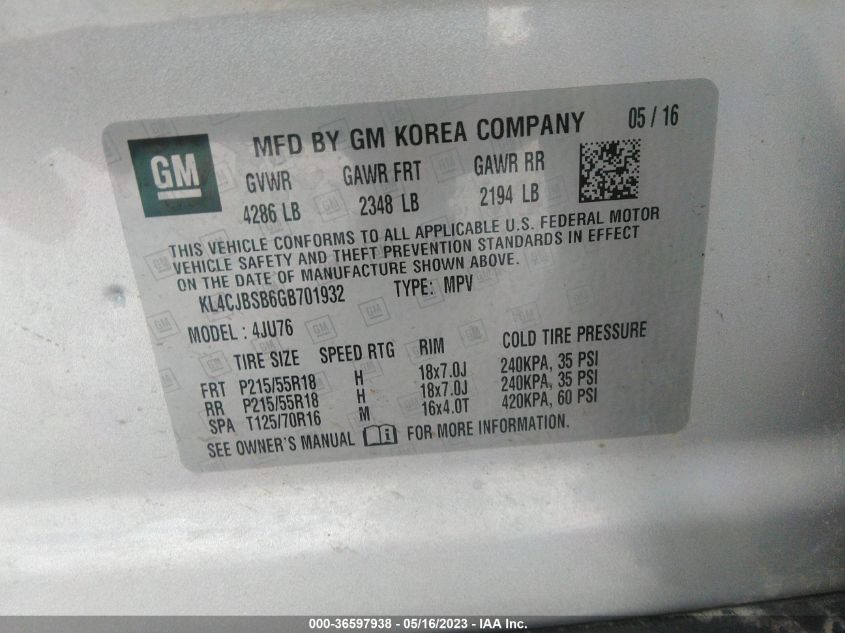 GM
MFD BY GM KOREA COMPANY 05 / 16
GVWR GAWR FRT GAWR RR
4286 LB 2348 LB 2194 LB
THIS VEHICLE CONFORMS TO ALL APPLICABLE U.S. FEDERAL MOTOR
VEHICLE SAFETY AND THEFT PREVENTION STANDARDS IN EFFECT
ON THE DATE OF MANUFACTURE SHOWN ABOVE.
KL4CJBSB6GB701932 TYPE: MPV
MODEL: 4JU76
TIRE SIZE SPEED RTG RIM COLD TIRE PRESSURE
FRT P215/55R18 H 18x7.0J 240KPA, 35 PSI
RR P215/55R18 H 18x7.0J 240KPA, 35 PSI
SPA T125/70R16 M 16x4.0T 420KPA, 60 PSI
SEE OWNER'S MANUAL FOR MORE INFORMATION.
000-36597938 - 05/16/2023 - IAA Inc.